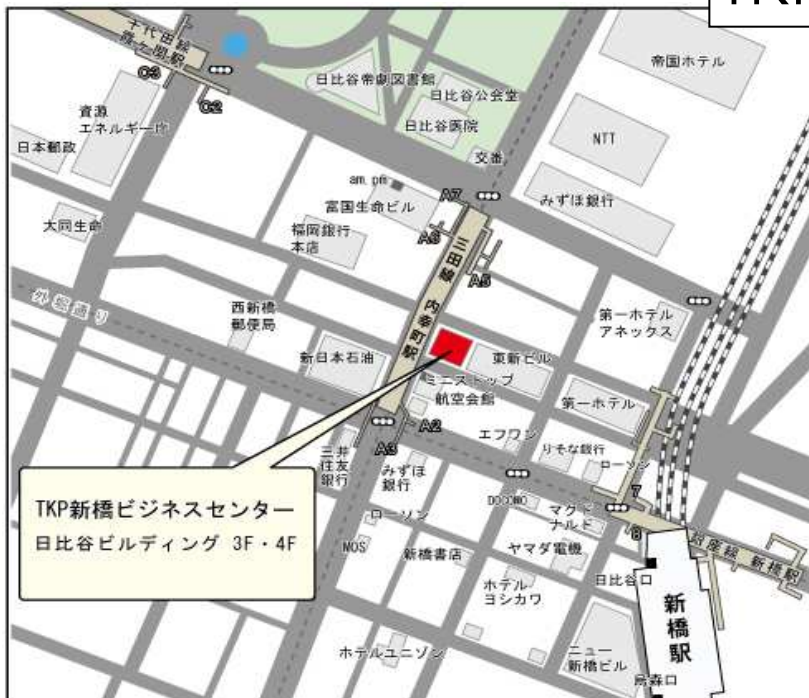 千代田線
霞ヶ関駅
C3
C2
日比谷帝劇図書館
日比谷公会堂
日比谷医院
交番
帝国ホテル
NTT
みずほ銀行
資源
エネルギー庁
日本郵政
大同生命
am.pm
富国生命ビル
A7
A6
A5
福岡銀行
本店
三田線 内幸町駅
外堀通り
西新橋
郵便局
新日本石油
第一ホテル
アネックス
東新ビル
ミニストップ
航空会館
第一ホテル
A2
A3
エフワン
りそな銀行
ローソン
三井
住友
銀行
みずほ
銀行
DOCOMO
マクド
ナルド
7
8
TKP新橋ビジネスセンター
日比谷ビルディング 3F・4F
ローソン
MOS
新橋書店
ヤマダ電機
銀座線 新橋駅
日比谷口
ホテル
ヨシカワ
新橋駅
ホテルユニゾン
ニュー
新橋ビル
烏森口